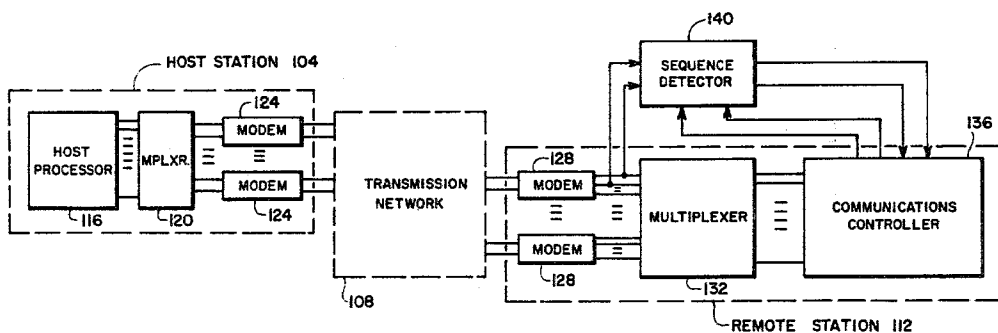 140
HOST STATION 104
SEQUENCE
DETECTOR
124
MODEM
136
HOST
PROCESSOR
MPLXR.
TRANSMISSION
NETWORK
128
MODEM
MODEM
MULTIPLEXER
COMMUNICATIONS
CONTROLLER
116
120
124
MODEM
128
108
132
REMOTE STATION 112